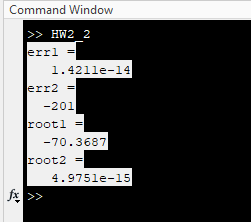 Command Window
>> HW2_2
err1 =
1.4211e-14
err2 =
-201
root1 =
-70.3687
root2 =
4.9751e-15
fx >>